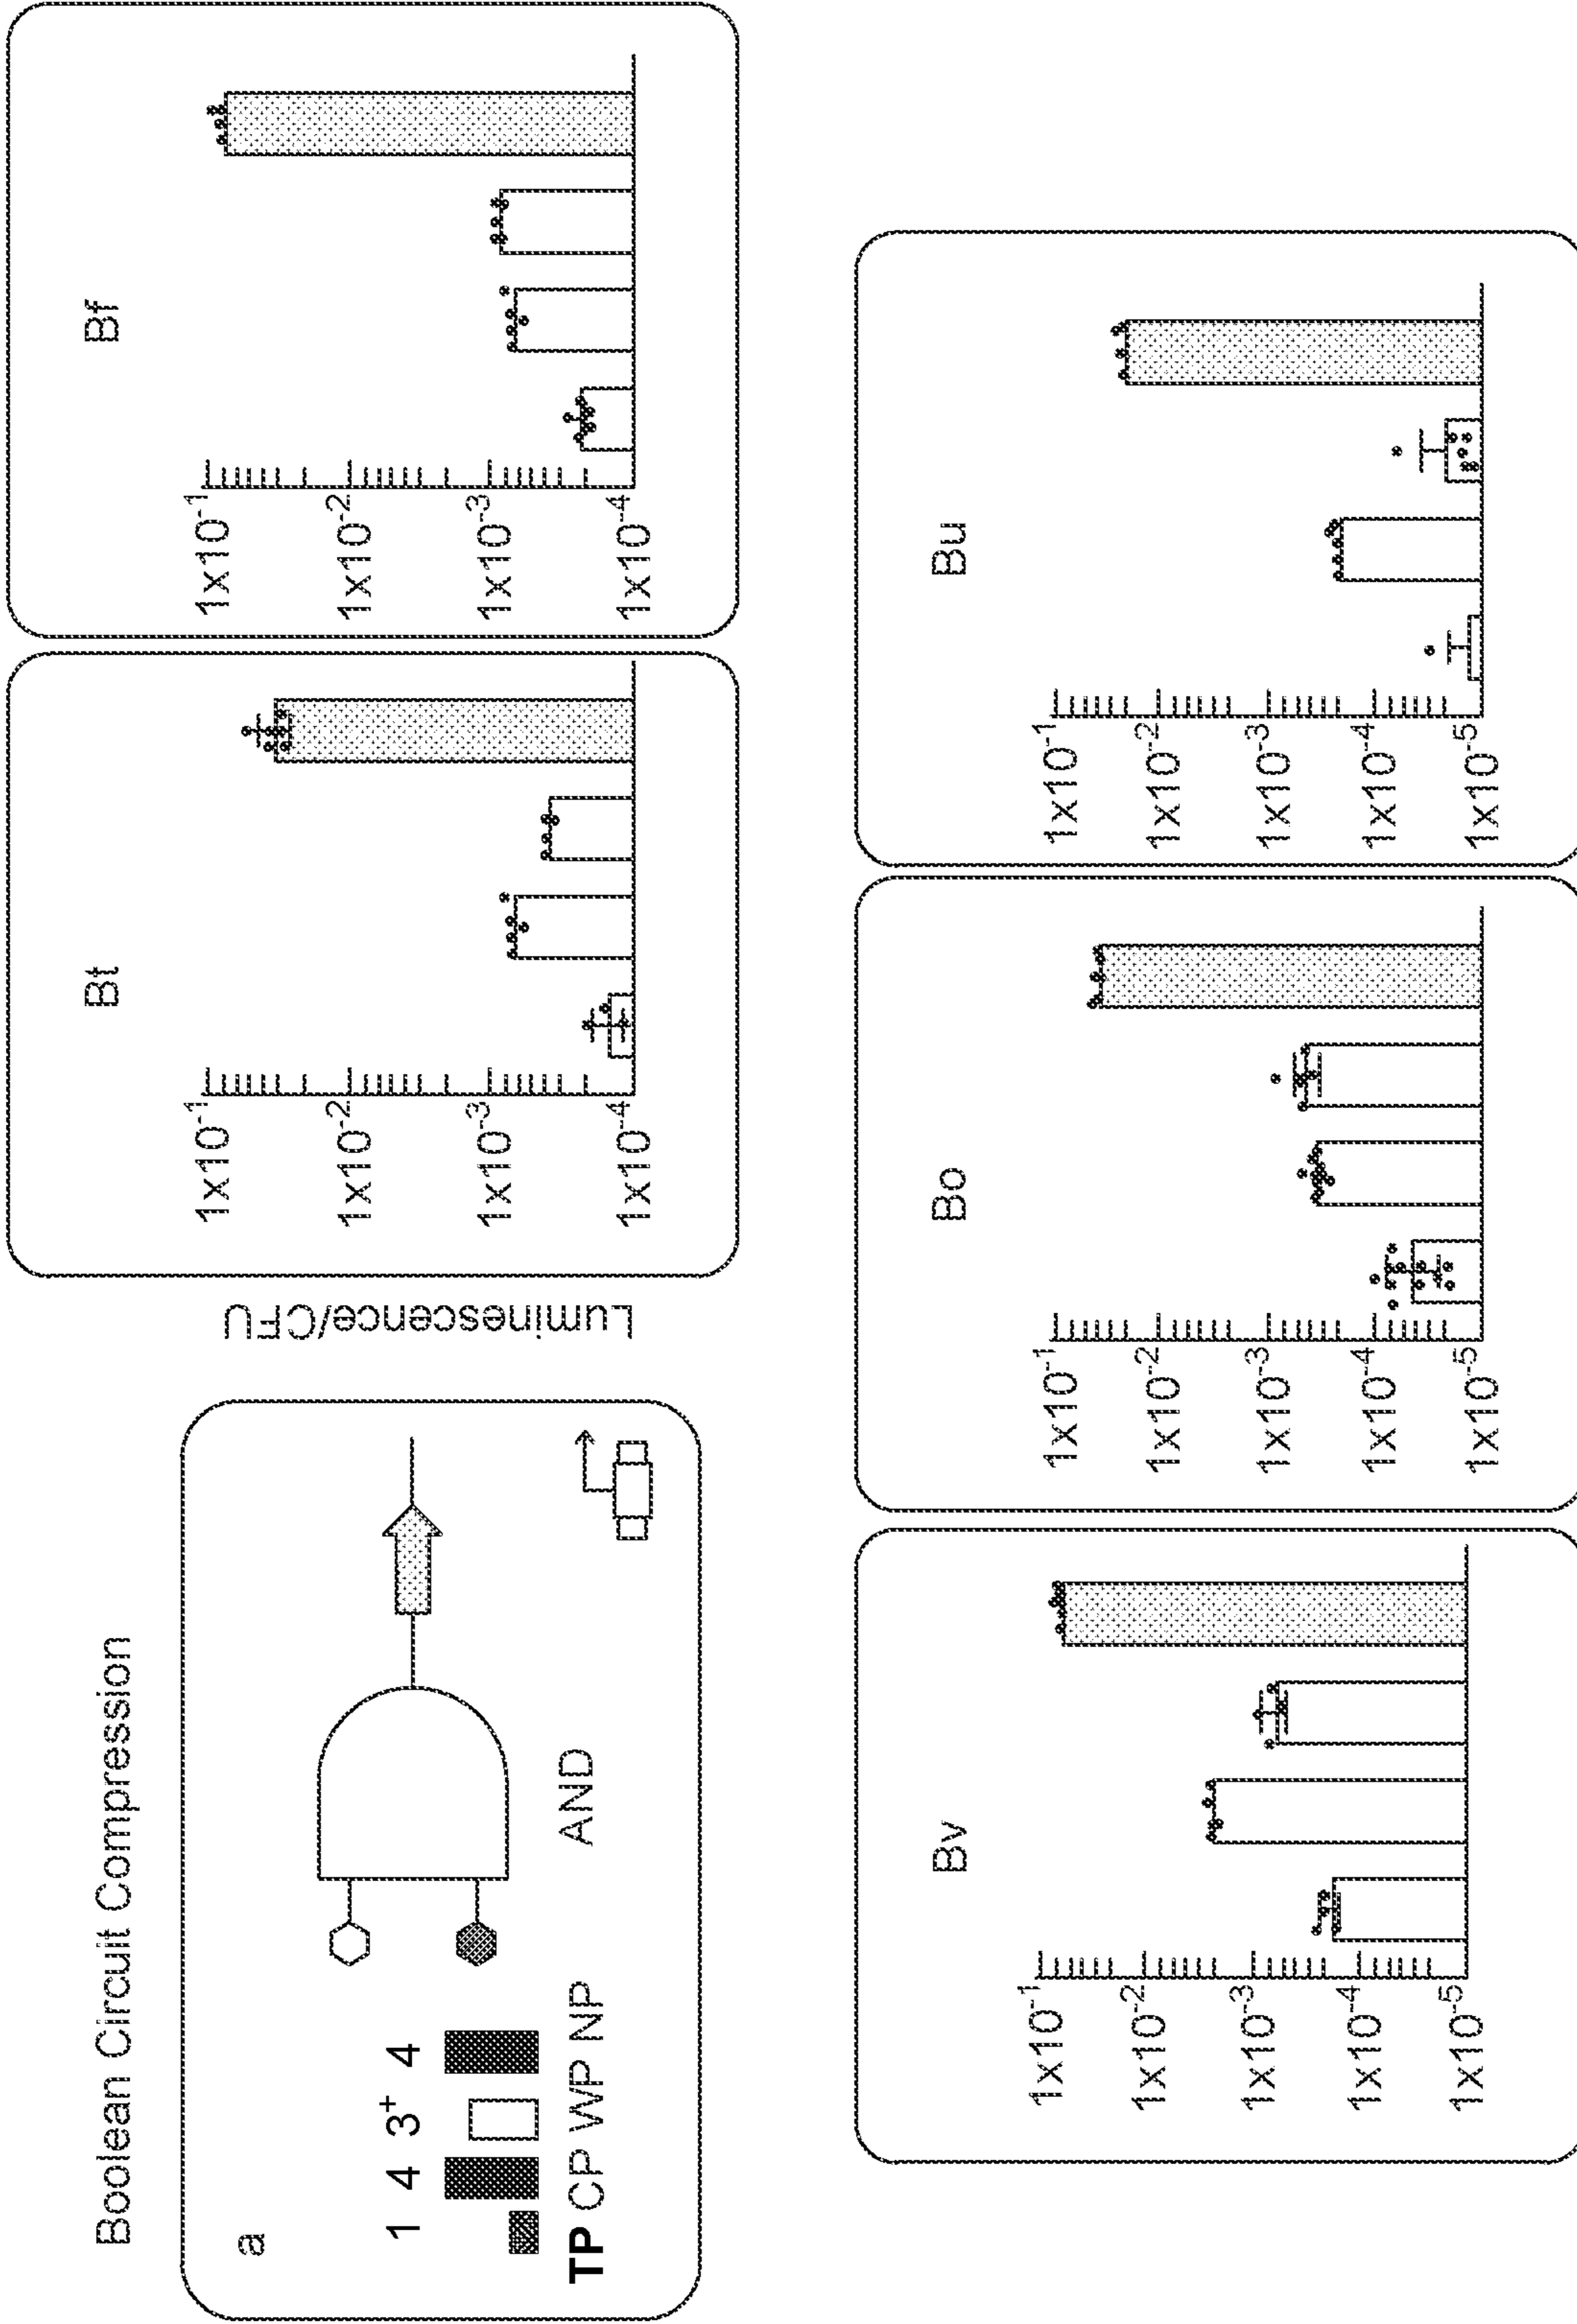 Boolean Circuit Compression
a
1 4 3⁺ 4
TP CP WP NP
AND
Luminescence/CFU
Bt
1x10⁻¹
1x10⁻²
1x10⁻³
1x10⁻⁴
Bf
1x10⁻¹
1x10⁻²
1x10⁻³
1x10⁻⁴
Bv
1x10⁻¹
1x10⁻²
1x10⁻³
1x10⁻⁴
1x10⁻⁵
Bo
1x10⁻¹
1x10⁻²
1x10⁻³
1x10⁻⁴
1x10⁻⁵
Bu
1x10⁻¹
1x10⁻²
1x10⁻³
1x10⁻⁴
1x10⁻⁵